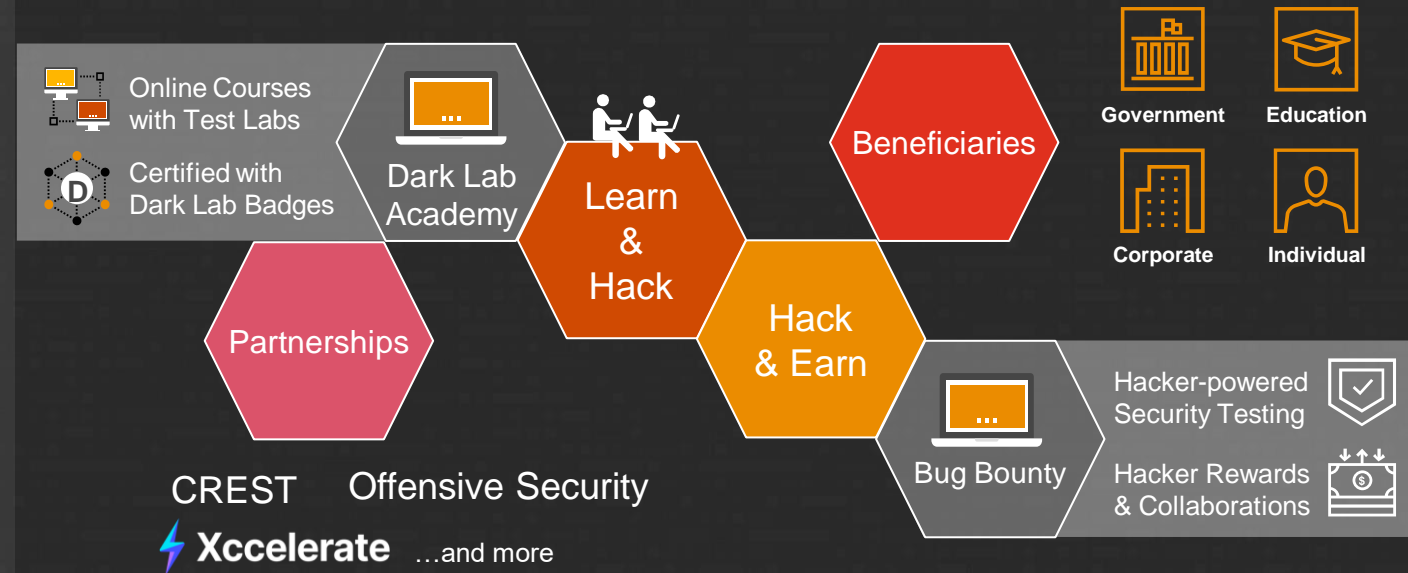 Online Courses
with Test Labs
D
Certified with
Dark Lab Badges
Dark Lab
Academy
Learn
&
Hack
Hack
& Earn
Beneficiaries
Government
Education
Corporate
Individual
Partnerships
CREST
Offensive Security
Xccelerate
...and more
Bug Bounty
Hacker-powered
Security Testing
Hacker Rewards
& Collaborations
$